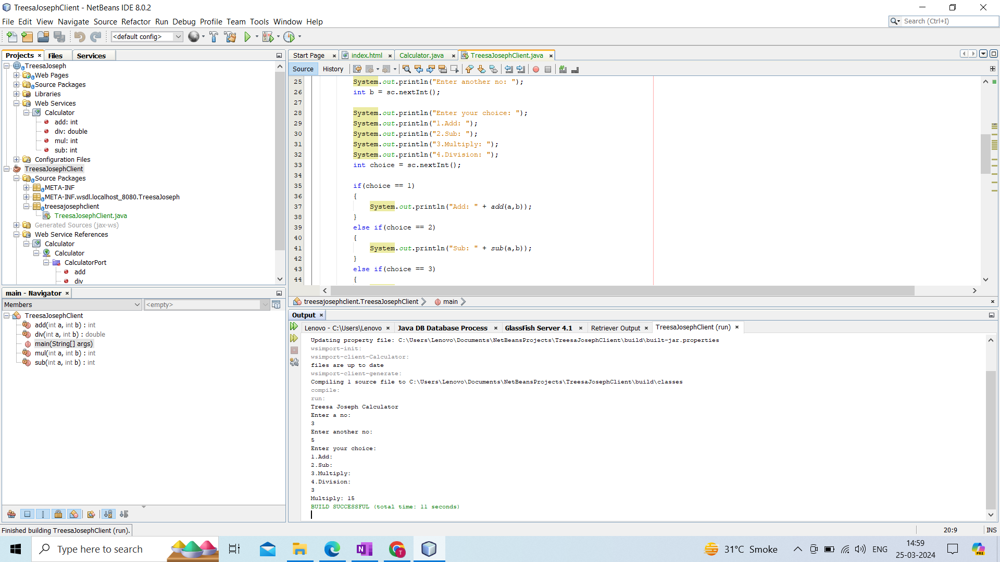 TreesaJosephClient - NetBeans IDE 8.0.2
File Edit View Navigate Source Refactor Run Debug Profile Team Tools Window Help
Search (Ctrl+I)
<default config>
Projects
Files
Services
TreesaJoseph
Web Pages
Source Packages
Libraries
Web Services
Calculator
add: int
div: double
mul: int
sub: int
Configuration Files
TreesaJosephClient
Source Packages
META-INF
META-INF.wsdl.localhost_8080.TreesaJoseph
treesajosephclient
TreesaJosephClient.java
Generated Sources (jax-ws)
Web Service References
Calculator
Calculator
CalculatorPort
add
div
main - Navigator
Members
<empty>
TreesaJosephClient
add(int a, int b) : int
div(int a, int b) : double
main(String[] args)
mul(int a, int b) : int
sub(int a, int b) : int
Start Page
index.html
Calculator.java
TreesaJosephClient.java
Source
History
25 System.out.println("Enter another no: ");
26 int b = sc.nextInt();
27
28 System.out.println("Enter your choice: ");
29 System.out.println("1.Add: ");
30 System.out.println("2.Sub: ");
31 System.out.println("3.Multiply: ");
32 System.out.println("4.Division: ");
33 int choice = sc.nextInt();
34
35 if(choice == 1)
36 {
37 System.out.println("Add: " + add(a,b));
38 }
39 else if(choice == 2)
40 {
41 System.out.println("Sub: " + sub(a,b));
42 }
43 else if(choice == 3)
44 {
treesajosephclient.TreesaJosephClient
main
Output
Lenovo - C:\Users\Lenovo
Java DB Database Process
GlassFish Server 4.1
Retriever Output
TreesaJosephClient (run)
Updating property file: C:\Users\Lenovo\Documents\NetBeansProjects\TreesaJosephClient\build\built-jar.properties
wsimport-init:
wsimport-client-Calculator:
files are up to date
wsimport-client-generate:
Compiling 1 source file to C:\Users\Lenovo\Documents\NetBeansProjects\TreesaJosephClient\build\classes
compile:
run:
Treesa Joseph Calculator
Enter a no:
3
Enter another no:
5
Enter your choice:
1.Add:
2.Sub:
3.Multiply:
4.Division:
3
Multiply: 15
BUILD SUCCESSFUL (total time: 11 seconds)
Finished building TreesaJosephClient (run).
20:9
INS
Type here to search
31°C Smoke
ENG
14:59
25-03-2024
PRE